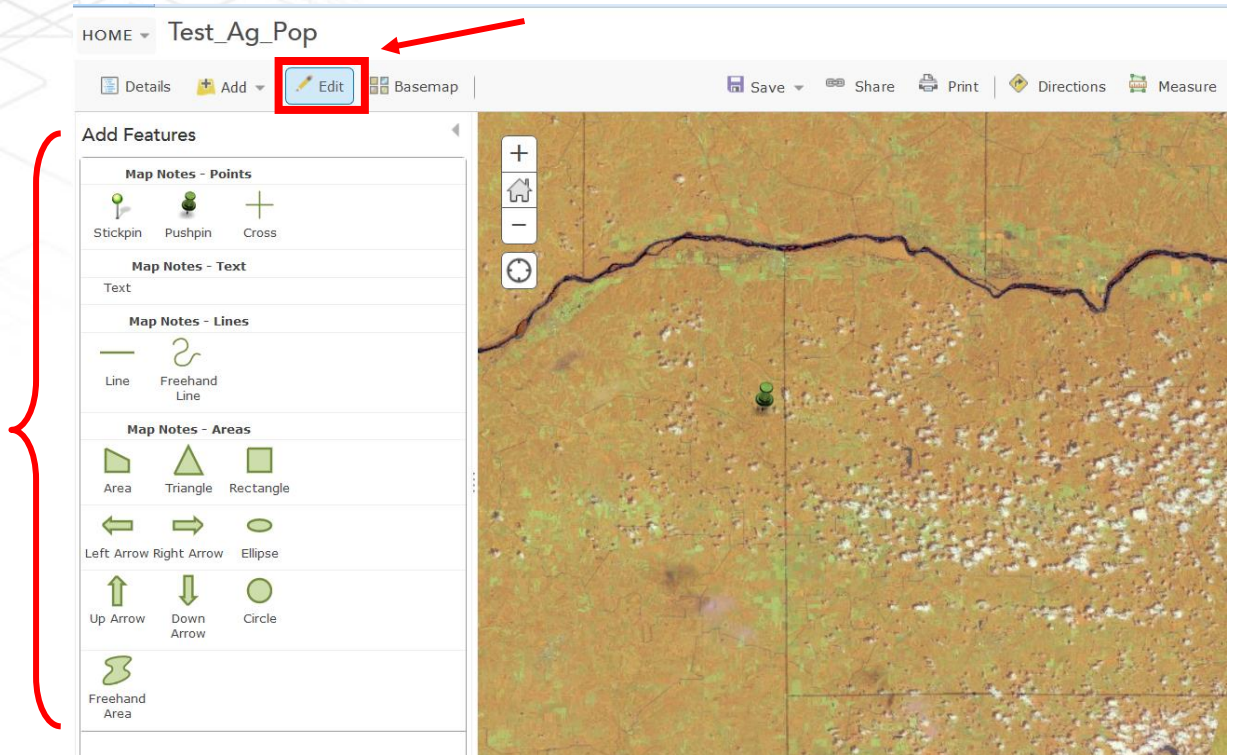 HOME Test_Ag_Pop
Details Add Edit Basemap Save Share Print Directions Measure
Add Features
Map Notes - Points
Stickpin Pushpin Cross
Map Notes - Text
Text
Map Notes - Lines
Line Freehand
Line
Map Notes - Areas
Area Triangle Rectangle
Left Arrow Right Arrow Ellipse
Up Arrow Down Circle
Arrow
Freehand
Area